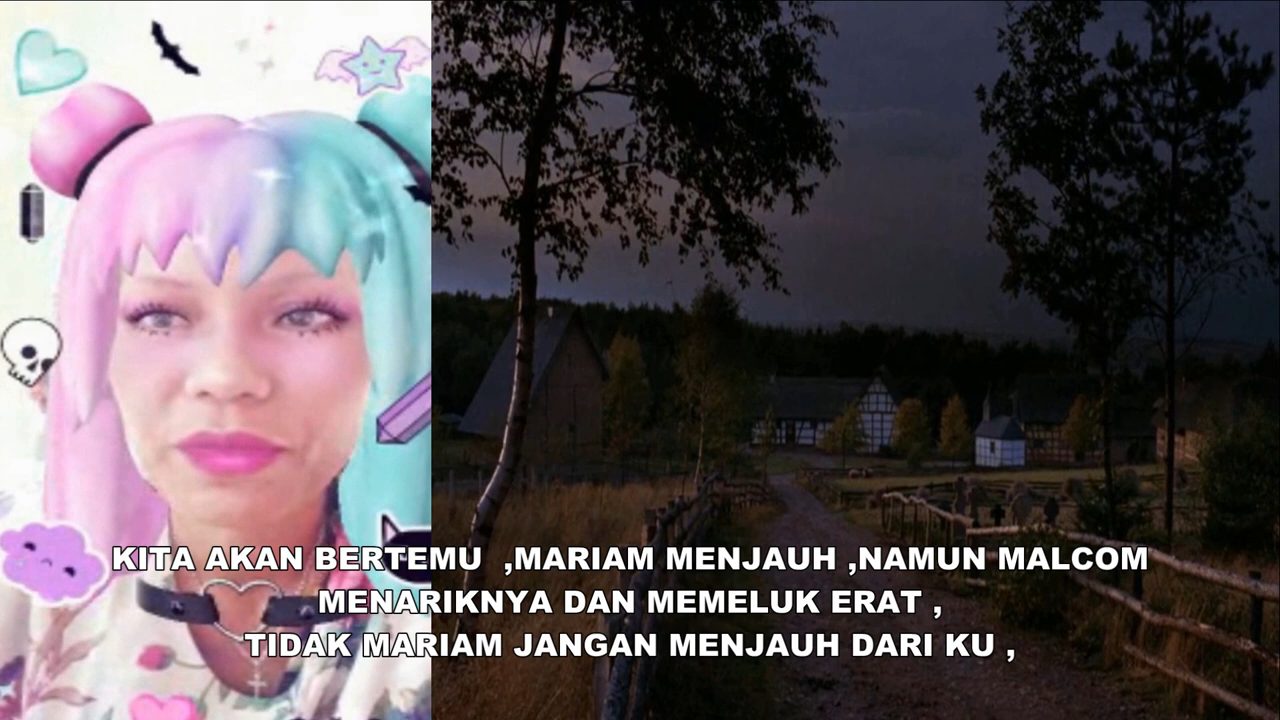 KITA AKAN BERTEMU  ,MARIAM MENJAUH ,NAMUN MALCOM
MENARIKNYA DAN MEMELUK ERAT ,
TIDAK MARIAM JANGAN MENJAUH DARI KU ,